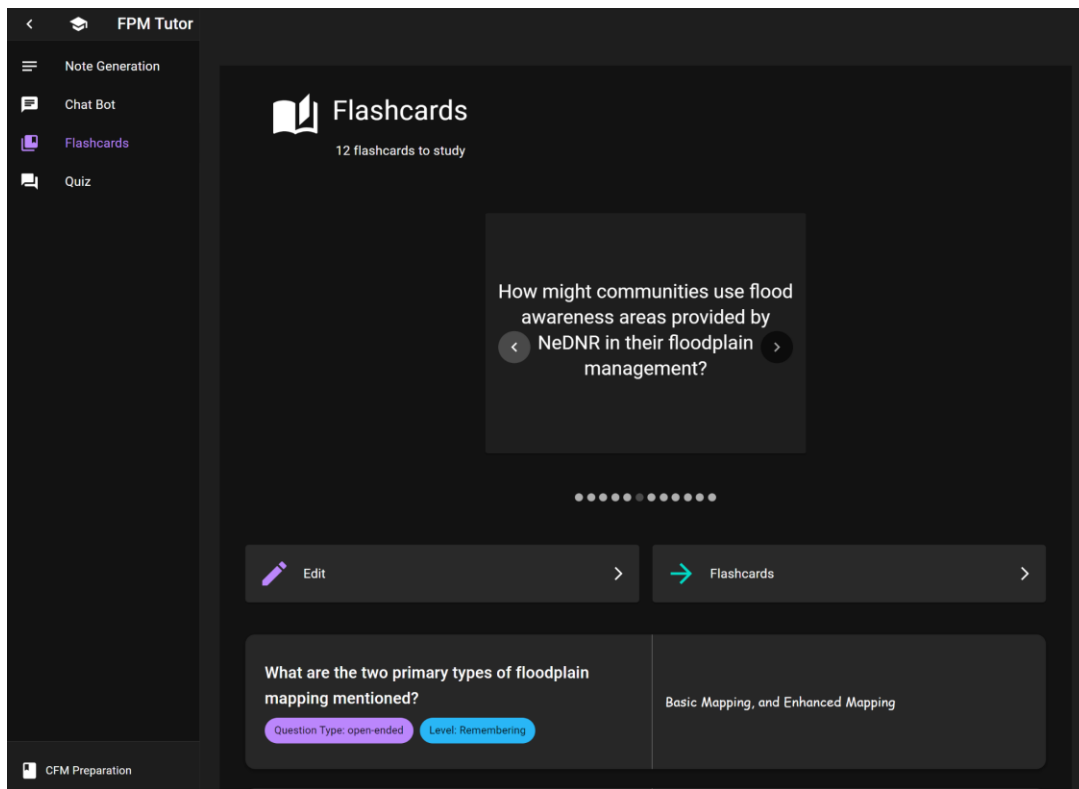 FPM Tutor
Note Generation
Chat Bot
Flashcards
Quiz
Flashcards
12 flashcards to study
How might communities use flood
awareness areas provided by
NeDNR in their floodplain
management?
Edit
Flashcards
What are the two primary types of floodplain
mapping mentioned?
Question Type: open-ended
Level: Remembering
Basic Mapping, and Enhanced Mapping
CFM Preparation